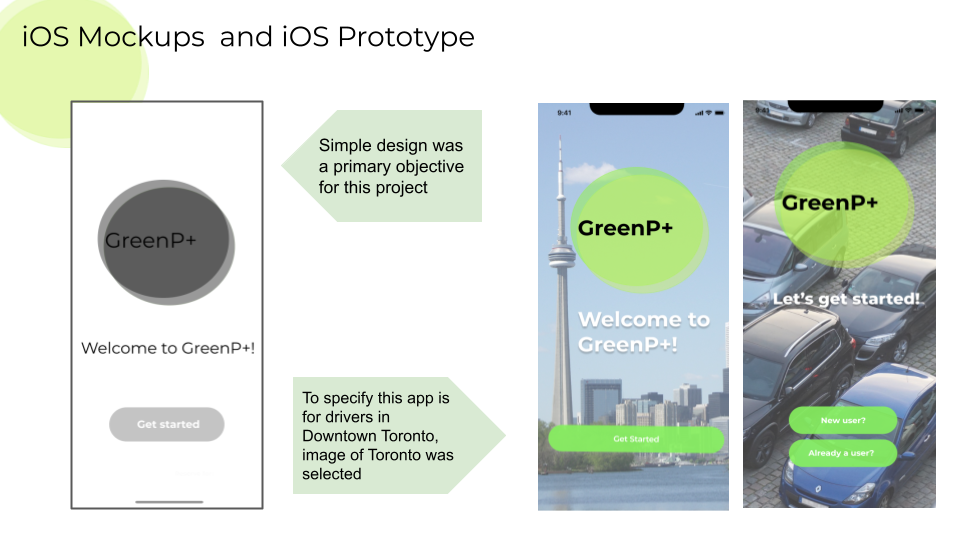 iOS Mockups  and iOS Prototype
GreenP+
Welcome to GreenP+!
Get started
Simple design was
a primary objective
for this project
To specify this app is
for drivers in
Downtown Toronto,
image of Toronto was
selected
9:41
GreenP+
Welcome to
GreenP+!
Get Started
9:41
GreenP+
Let's get started!
New user?
Already a user?